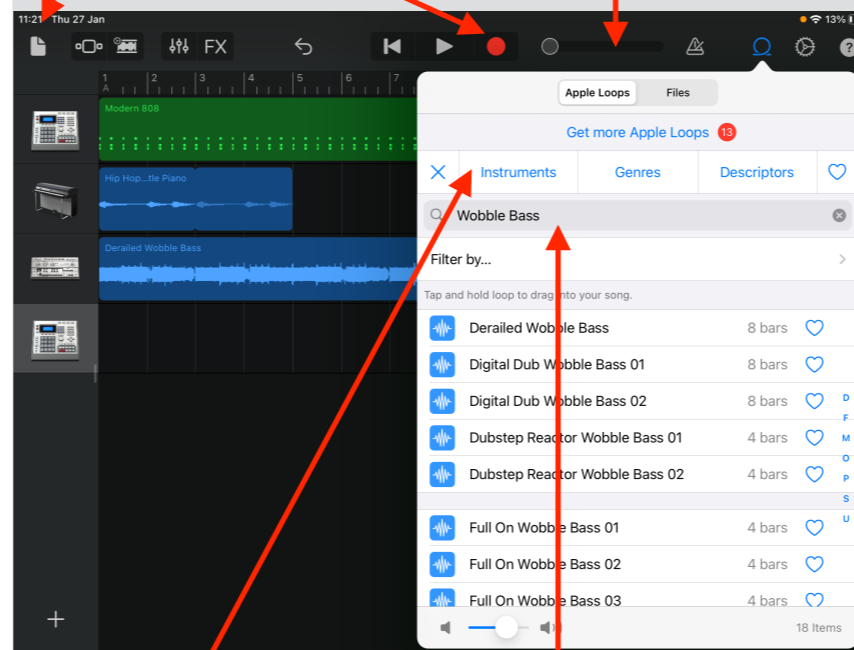 11:21 Thu 27 Jan
13%
FX
?
1 2 3 4 5 6 7
A
Modern 808
Hip Hop...tle Piano
Derailed Wobble Bass
Apple Loops Files
Get more Apple Loops 13
Instruments Genres Descriptors
Wobble Bass
Filter by...
Tap and hold loop to drag into your song.
Derailed Wobble Bass 8 bars
Digital Dub Wobble Bass 01 8 bars
Digital Dub Wobble Bass 02 8 bars
Dubstep Reactor Wobble Bass 01 4 bars
Dubstep Reactor Wobble Bass 02 4 bars
Full On Wobble Bass 01 4 bars
Full On Wobble Bass 02 4 bars
Full On Wobble Bass 03 4 bars
D
F
M
O
P
S
U
18 Items